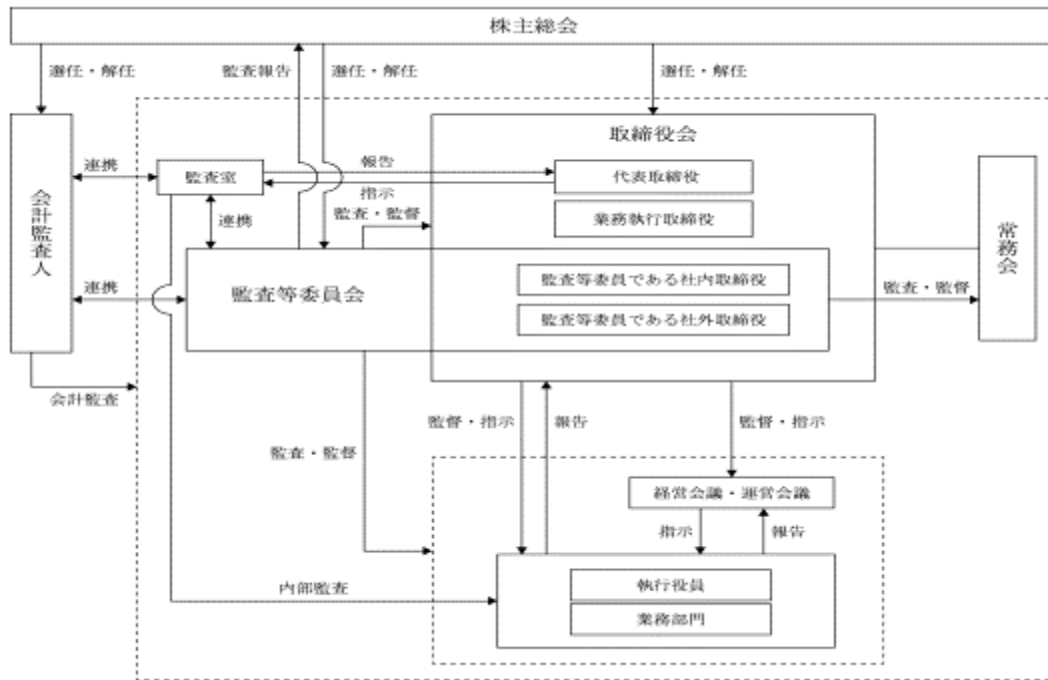 株主総会
選任・解任
監査報告
選任・解任
選任・解任
取締役会
連携
監査室
報告
代表取締役
指示
会計監査人
監査・監督
業務執行取締役
連携
常務会
連携
監査等委員会
監査等委員である社内取締役
監査・監督
監査等委員である社外取締役
会計監査
監督・指示
報告
監督・指示
監査・監督
経営会議・運営会議
指示
報告
内部監査
執行役員
業務部門